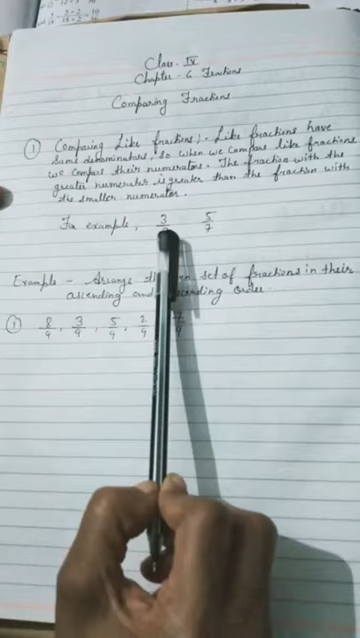 Class - IV
Chapter - 6 Fractions
Comparing Fractions
① Comparing Like fractions :- Like fractions have
same denominators, so when we compare like fractions
we compare their numerators. The fraction with the
greater numerator is greater than the fraction with
the smaller numerator.
For example, 3 5/7
Example - Arrange the set of fractions in their
ascending and descending order.
① 8/9, 3/9, 5/9, 2/9